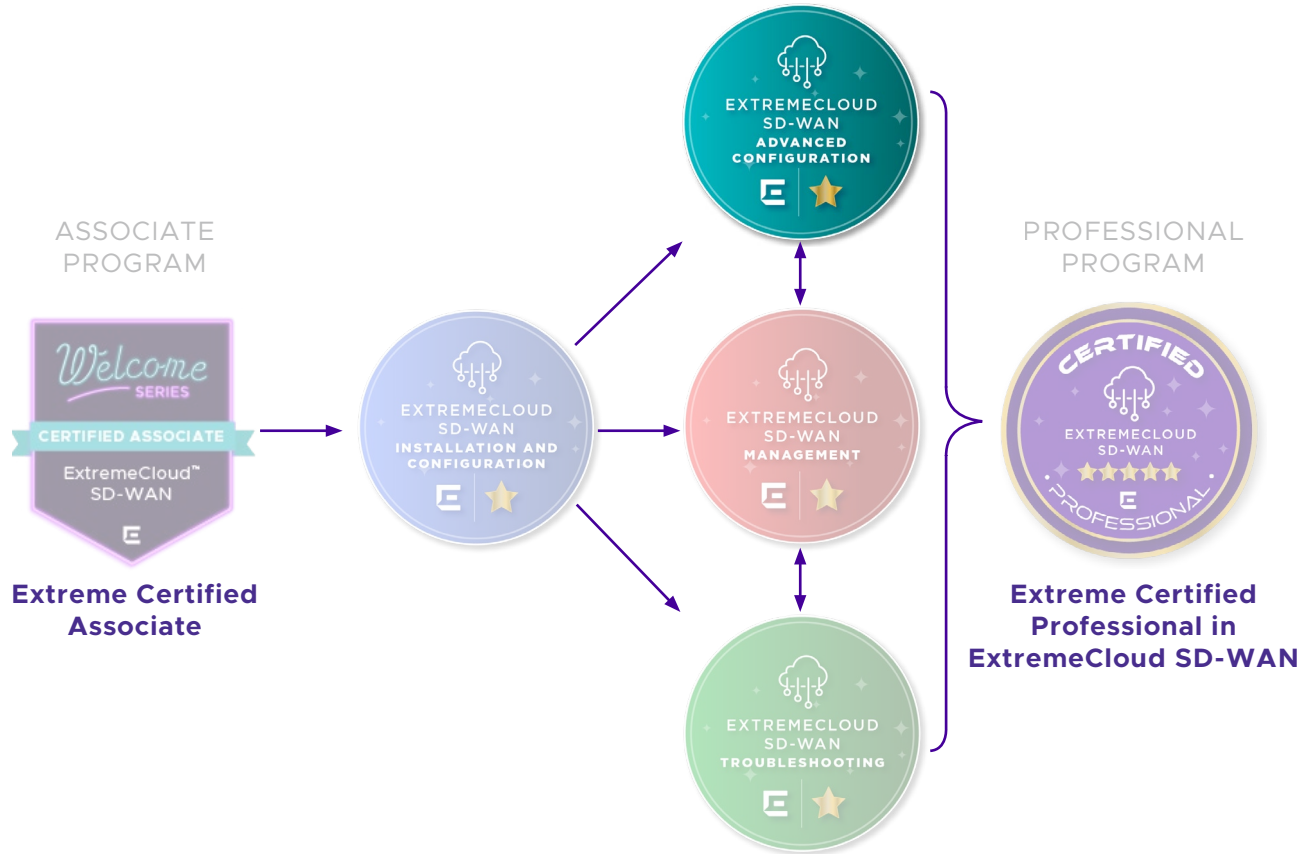 ASSOCIATE
PROGRAM
Welcome
SERIES
CERTIFIED ASSOCIATE
ExtremeCloud™
SD-WAN
Extreme Certified
Associate
EXTREMECLOUD
SD-WAN
INSTALLATION AND
CONFIGURATION
EXTREMECLOUD
SD-WAN
ADVANCED
CONFIGURATION
EXTREMECLOUD
SD-WAN
MANAGEMENT
EXTREMECLOUD
SD-WAN
TROUBLESHOOTING
PROFESSIONAL
PROGRAM
CERTIFIED
EXTREMECLOUD
SD-WAN
PROFESSIONAL
Extreme Certified
Professional in
ExtremeCloud SD-WAN